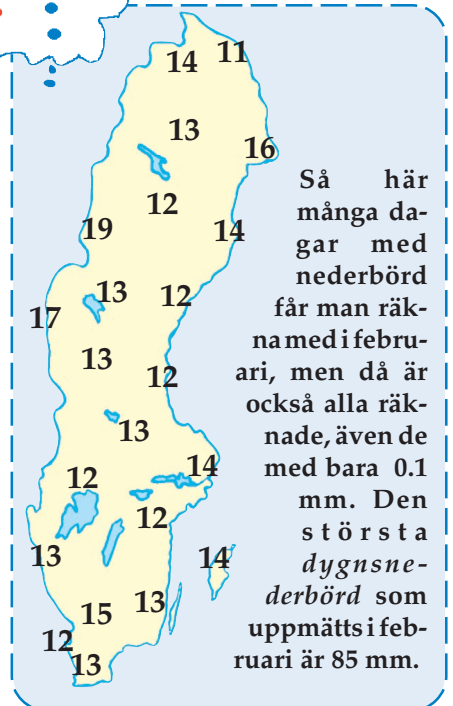 14 11
13
16
12
19 14
13 12
17
13
12
13
14
12
12
13 14
15 13
12
13
Så här
många da-
gar med
nederbörd
får man räk-
na med i febru-
ari, men då är
också alla räk-
nade, även de
med bara 0.1
mm. Den
största
dygnsne-
derbörd som
uppmätts i feb-
ruari är 85 mm.